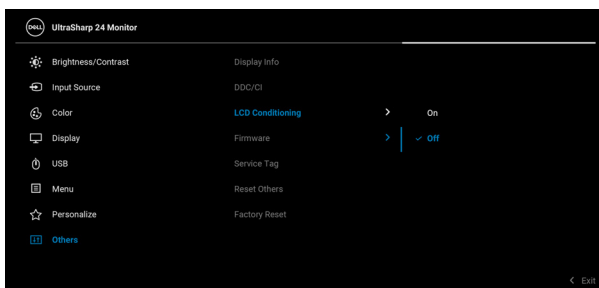 DELL UltraSharp 24 Monitor
Brightness/Contrast Display Info
Input Source DDC/CI
Color LCD Conditioning > On
Display Firmware > ✓ Off
USB Service Tag
Menu Reset Others
Personalize Factory Reset
Others
< Exit